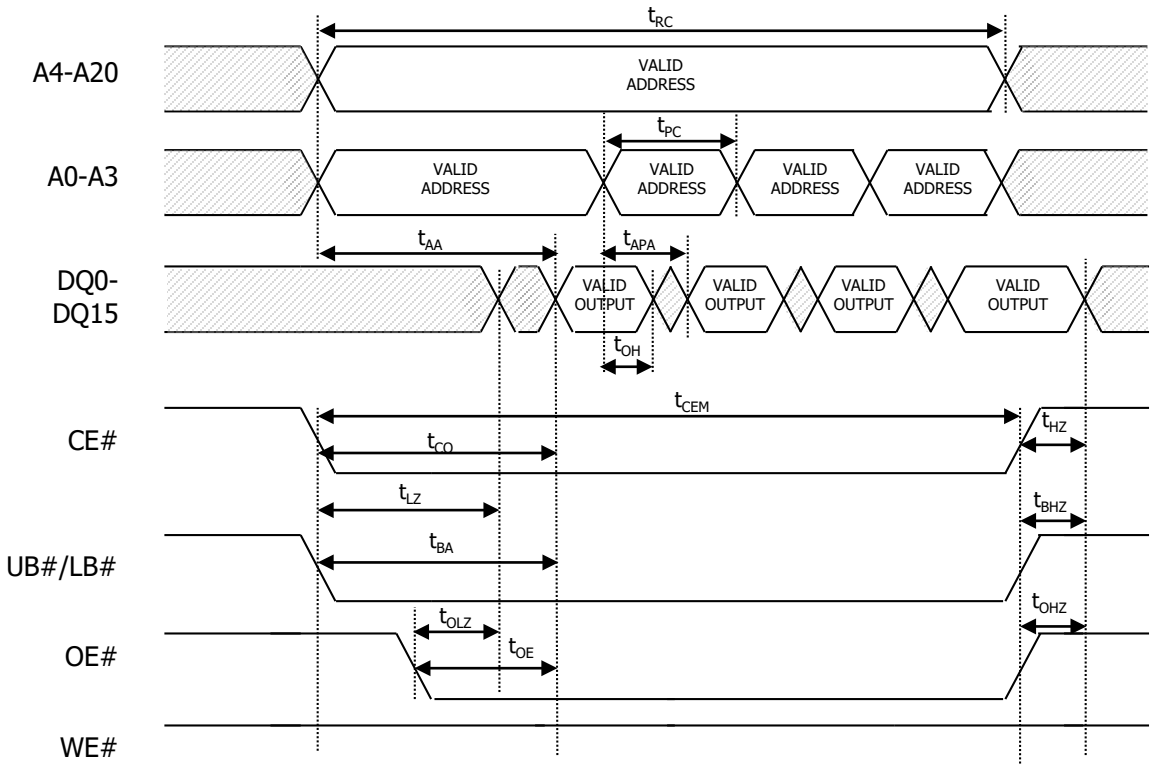 tRC
A4-A20
VALID
ADDRESS
tPC
A0-A3
VALID
ADDRESS
VALID
ADDRESS
VALID
ADDRESS
VALID
ADDRESS
tAA
tAPA
DQ0-
DQ15
VALID
OUTPUT
VALID
OUTPUT
VALID
OUTPUT
VALID
OUTPUT
tOH
tCEM
CE#
tCO
tHZ
tLZ
tBHZ
UB#/LB#
tBA
tOLZ
tOHZ
OE#
tOE
WE#